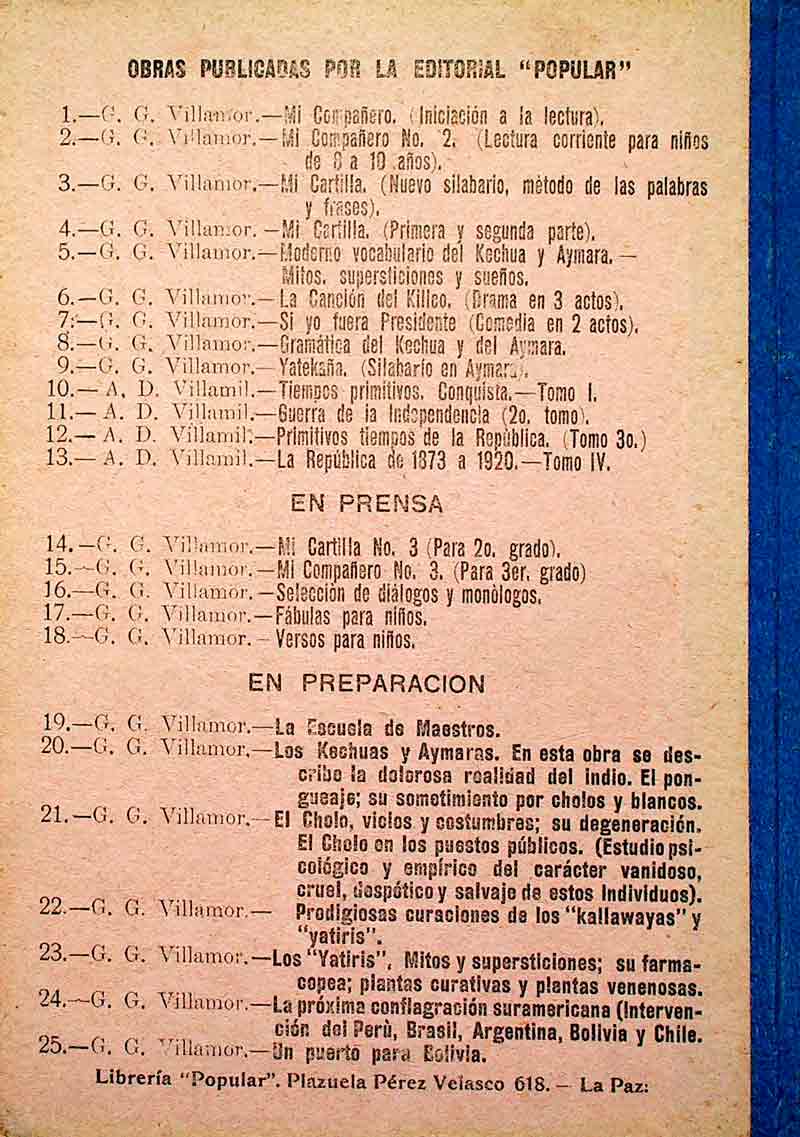 OBRAS PUBLICADAS POR LA EDITORIAL "POPULAR"
1.—G. G. Villamor.—Mi Compañero. (Iniciación a la lectura).
2.—G. G. Villamor.—Mi Compañero No. 2. (Lectura corriente para niños
de 8 a 10 años).
3.—G. G. Villamor.—Mi Cartilla. (Nuevo silabario, método de las palabras
y frases).
4.—G. G. Villamor.—Mi Cartilla. (Primera y segunda parte).
5.—G. G. Villamor.—Moderno vocabulario del Kechua y Aymara.—
Mitos, supersticiones y sueños.
6.—G. G. Villamor.—La Canción del Killco. (Drama en 3 actos).
7.—G. G. Villamor.—Si yo fuera Presidente (Comedia en 2 actos).
8.—G. G. Villamor.—Gramática del Kechua y del Aymara.
9.—G. G. Villamor.—Yatekaña. (Silabario en Aymara).
10.—A. D. Villamil.—Tiempos primitivos. Conquista.—Tomo I.
11.—A. D. Villamil.—Guerra de la Independencia (2o. tomo).
12.—A. D. Villamil.—Primitivos tiempos de la República. (Tomo 3o.)
13.—A. D. Villamil.—La República de 1873 a 1920.—Tomo IV.
EN PRENSA
14.—G. G. Villamor.—Mi Cartilla No. 3 (Para 2o. grado).
15.—G. G. Villamor.—Mi Compañero No. 3. (Para 3er. grado)
16.—G. G. Villamor.—Selección de diálogos y monòlogos.
17.—G. G. Villamor.—Fábulas para niños.
18.—G. G. Villamor.—Versos para niños.
EN PREPARACION
19.—G. G. Villamor.—La Escuela de Maestros.
20.—G. G. Villamor.—Los Kechuas y Aymaras. En esta obra se des-
cribe la dolorosa realidad del indio. El pon-
gueaje; su sometimiento por cholos y blancos.
21.—G. G. Villamor.—El Cholo, vicios y costumbres; su degeneración.
El Cholo en los puestos públicos. (Estudio psi-
cológico y empírico del carácter vanidoso,
cruel, despótico y salvaje de estos individuos).
22.—G. G. Villamor.— Prodigiosas curaciones de los "kallawayas" y
"yatiris".
23.—G. G. Villamor.—Los "Yatiris". Mitos y supersticiones; su farma-
copea; plantas curativas y plantas venenosas.
24.—G. G. Villamor.—La próxima conflagración suramericana (Interven-
ción del Perù, Brasil, Argentina, Bolivia y Chile.
25.—G. G. Villamor.—Un puerto para Bolivia.
Librería "Popular". Plazuela Pérez Velasco 618. — La Paz: